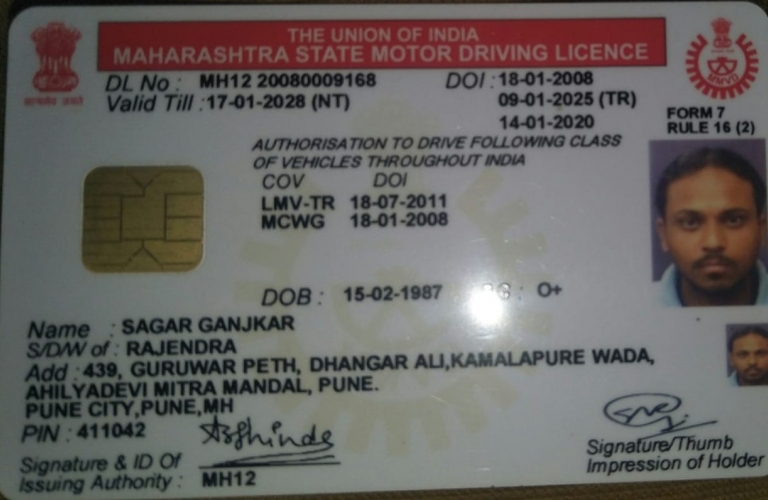 THE UNION OF INDIA
MAHARASHTRA STATE MOTOR DRIVING LICENCE
DL No : MH12 20080009168 DOI : 18-01-2008
Valid Till : 17-01-2028 (NT) 09-01-2025 (TR)
14-01-2020
FORM 7
RULE 16 (2)
AUTHORISATION TO DRIVE FOLLOWING CLASS
OF VEHICLES THROUGHOUT INDIA
COV DOI
LMV-TR 18-07-2011
MCWG 18-01-2008
DOB : 15-02-1987 BG : O+
Name : SAGAR GANJKAR
S/D/W of : RAJENDRA
Add : 439, GURUWAR PETH, DHANGAR ALI,KAMALAPURE WADA,
AHILYADEVI MITRA MANDAL, PUNE.
PUNE CITY,PUNE,MH
PIN : 411042
Signature & ID Of
Issuing Authority : MH12
Signature/Thumb
Impression of Holder